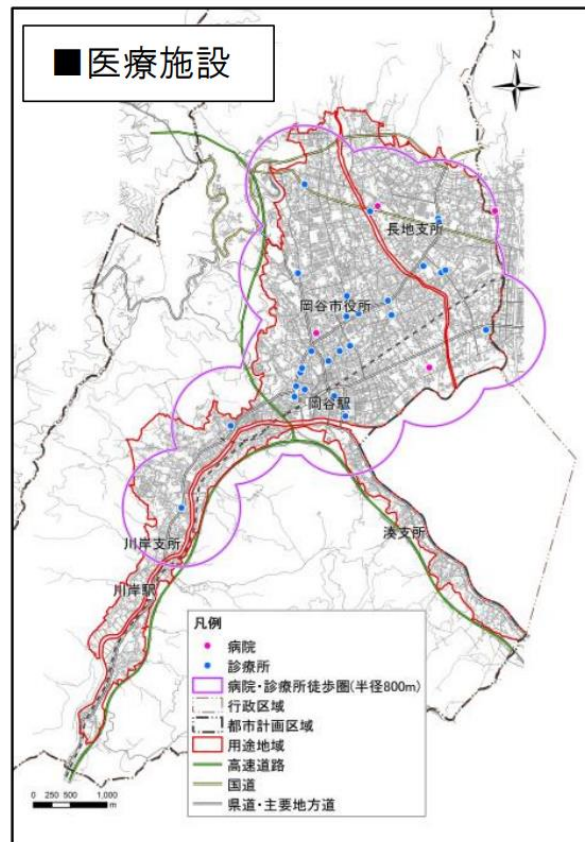 ■医療施設
N
長地支所
岡谷市役所
岡谷駅
川岸支所
湊支所
川岸駅
凡例
病院
診療所
病院・診療所徒歩圏(半径800m)
行政区域
都市計画区域
用途地域
高速道路
国道
県道・主要地方道
0 250 500 1,000
m